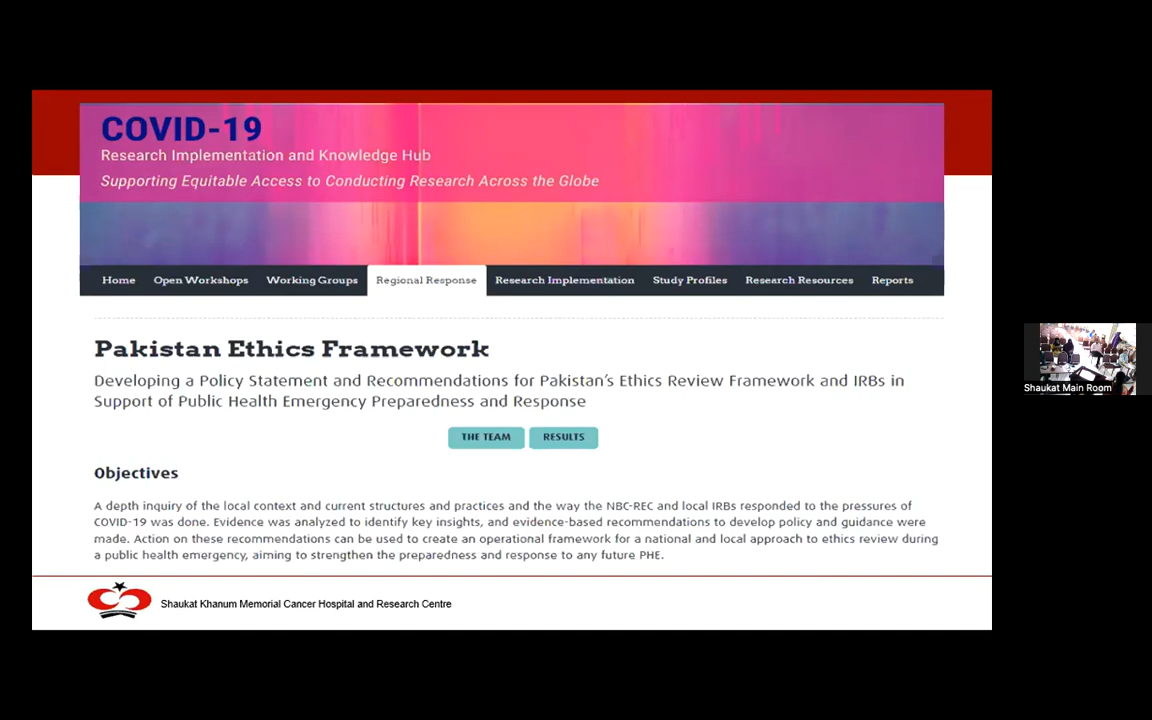 COVID-19
Research Implementation and Knowledge Hub
Supporting Equitable Access to Conducting Research Across the Globe
Home Open Workshops Working Groups Regional Response Research Implementation Study Profiles Research Resources Reports
Pakistan Ethics Framework
Developing a Policy Statement and Recommendations for Pakistan's Ethics Review Framework and IRBs in
Support of Public Health Emergency Preparedness and Response
THE TEAM RESULTS
Objectives
A depth inquiry of the local context and current structures and practices and the way the NBC-REC and local IRBs responded to the pressures of
COVID-19 was done. Evidence was analyzed to identify key insights, and evidence-based recommendations to develop policy and guidance were
made. Action on these recommendations can be used to create an operational framework for a national and local approach to ethics review during
a public health emergency, aiming to strengthen the preparedness and response to any future PHE.
Shaukat Khanum Memorial Cancer Hospital and Research Centre
Shaukat Main Room